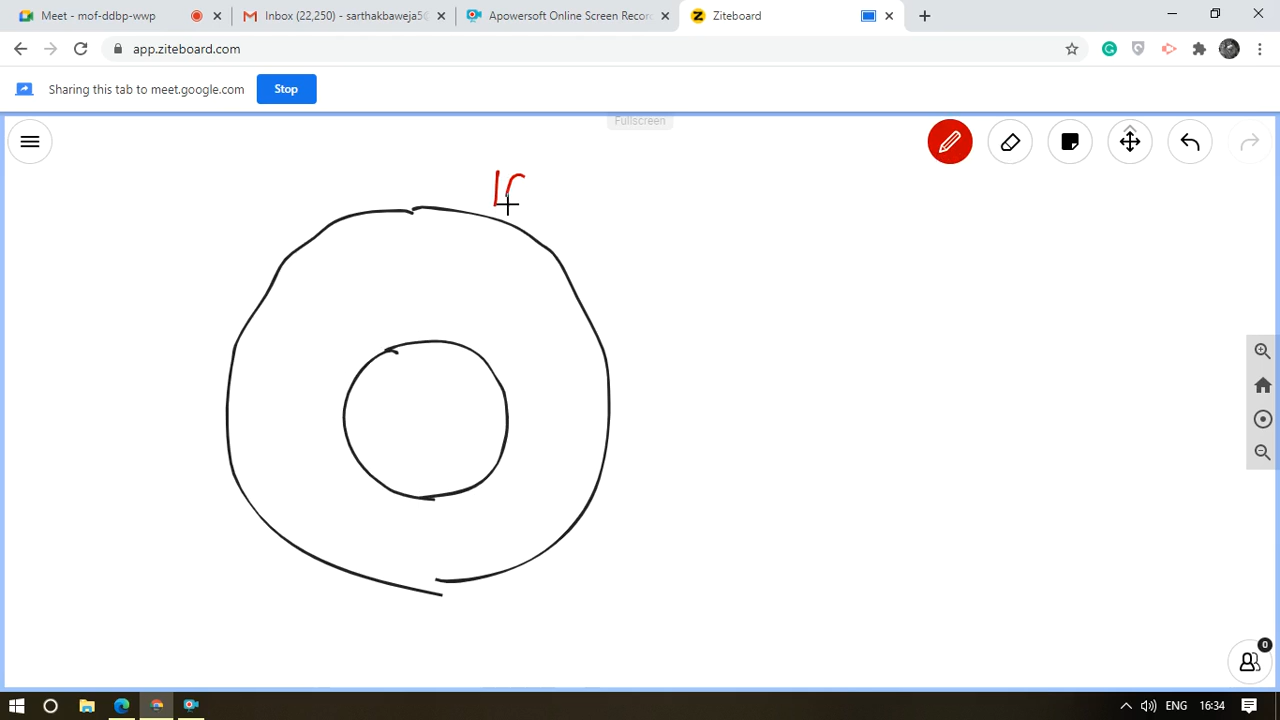 Meet - mof-ddbp-wwp
Inbox (22,250) - sarthakbaweja5
Apowersoft Online Screen Recor
Ziteboard
app.ziteboard.com
Sharing this tab to meet.google.com
Stop
Fullscreen
0
ENG
16:34